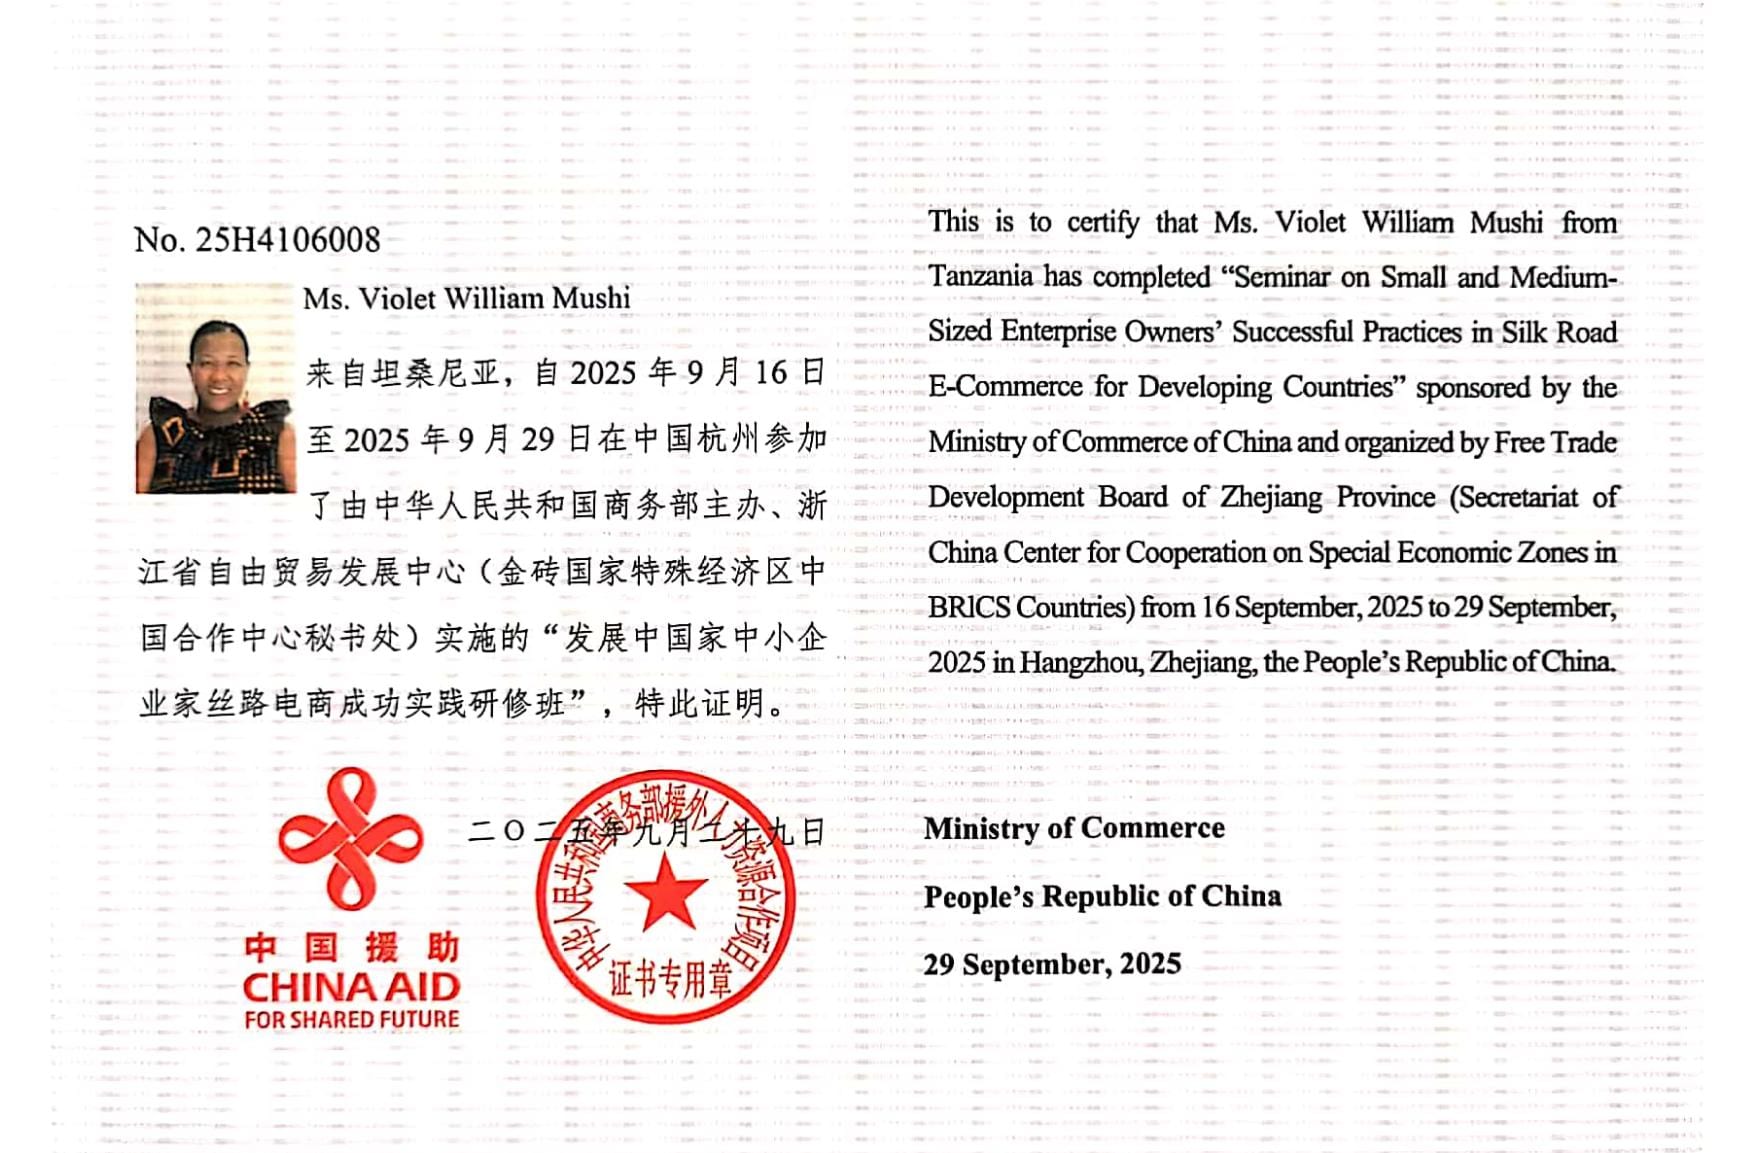 No. 25H4106008
Ms. Violet William Mushi
来自坦桑尼亚，自 2025 年 9 月 16 日
至 2025 年 9 月 29 日在中国杭州参加
了由中华人民共和国商务部主办、浙
江省自由贸易发展中心（金砖国家特殊经济区中
国合作中心秘书处）实施的“发展中国家中小企
业家丝路电商成功实践研修班”，特此证明。
二〇二五年九月二十九日
中华人民共和国商务部援外人力资源合作项目
证书专用章
中国援助
CHINA AID
FOR SHARED FUTURE
This is to certify that Ms. Violet William Mushi from
Tanzania has completed “Seminar on Small and Medium-
Sized Enterprise Owners’ Successful Practices in Silk Road
E-Commerce for Developing Countries” sponsored by the
Ministry of Commerce of China and organized by Free Trade
Development Board of Zhejiang Province (Secretariat of
China Center for Cooperation on Special Economic Zones in
BRICS Countries) from 16 September, 2025 to 29 September,
2025 in Hangzhou, Zhejiang, the People’s Republic of China.
Ministry of Commerce
People’s Republic of China
29 September, 2025